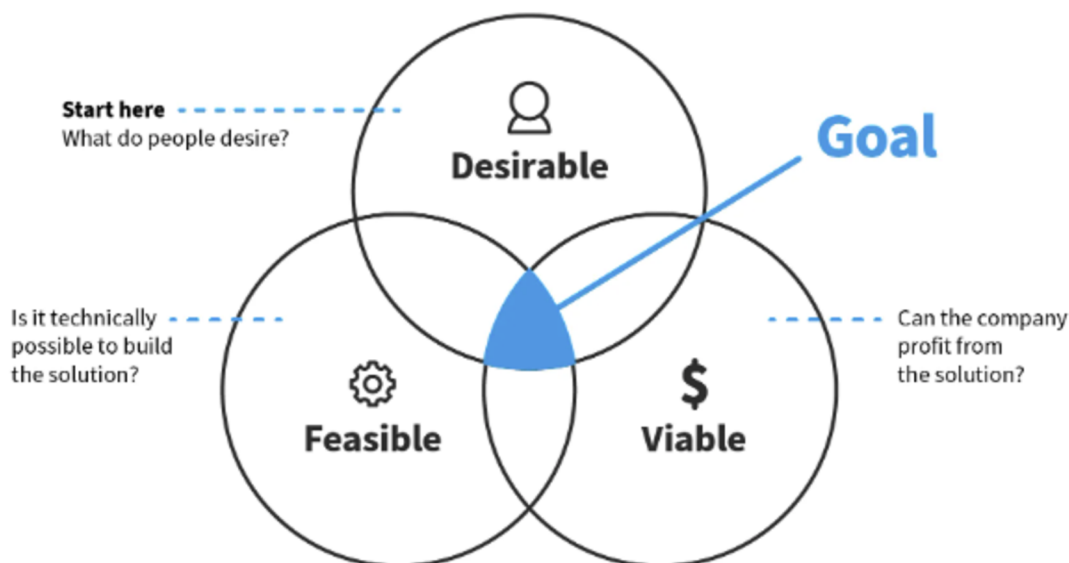 Start here
What do people desire?
Desirable
Goal
Is it technically
possible to build
the solution?
Feasible
$
Viable
Can the company
profit from
the solution?